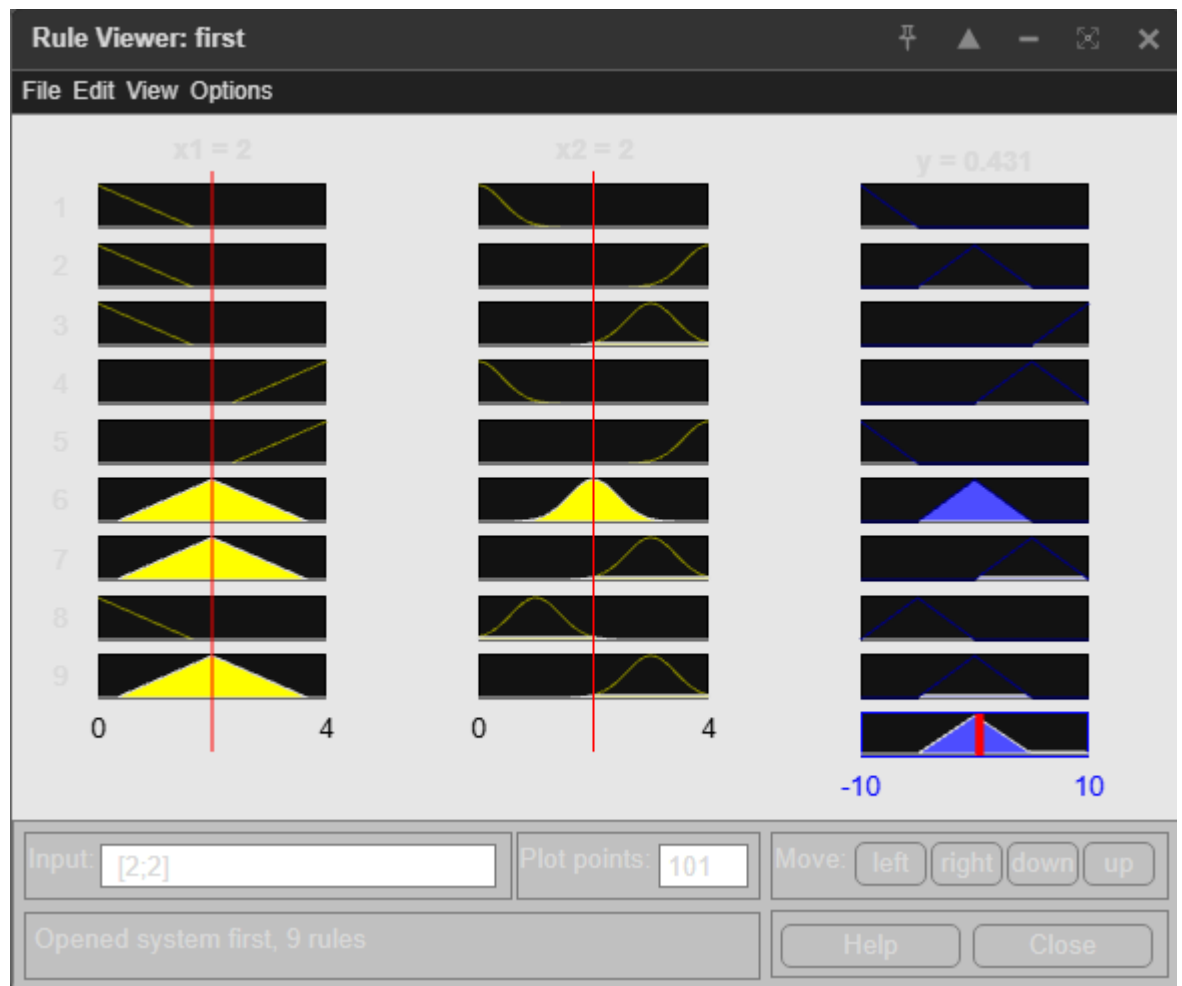 Rule Viewer: first
File Edit View Options
x1 = 2 x2 = 2 y = 0.431
1
2
3
4
5
6
7
8
9
0 4 0 4
-10 10
Input: [2;2] Plot points: 101 Move: left right down up
Opened system first, 9 rules Help Close